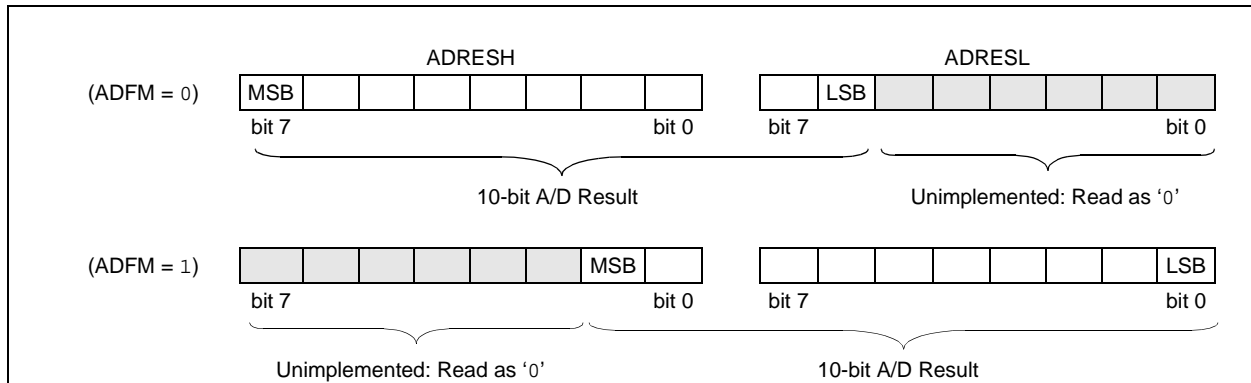 ADRESH ADRESL
(ADFM = 0) MSB LSB
bit 7 bit 0 bit 7 bit 0
10-bit A/D Result Unimplemented: Read as ‘0’
(ADFM = 1) MSB LSB
bit 7 bit 0 bit 7 bit 0
Unimplemented: Read as ‘0’ 10-bit A/D Result